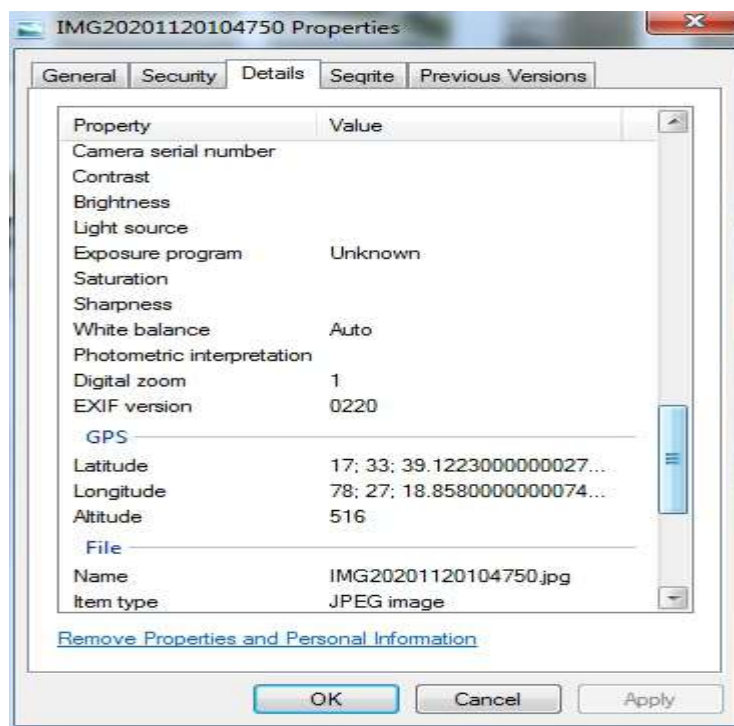 IMG20201120104750 Properties
General Security Details Seqrite Previous Versions
Property Value
Camera serial number
Contrast
Brightness
Light source
Exposure program Unknown
Saturation
Sharpness
White balance Auto
Photometric interpretation
Digital zoom 1
EXIF version 0220
GPS
Latitude 17; 33; 39.1223000000027...
Longitude 78; 27; 18.8580000000074...
Altitude 516
File
Name IMG20201120104750.jpg
Item type JPEG image
Remove Properties and Personal Information
OK Cancel Apply